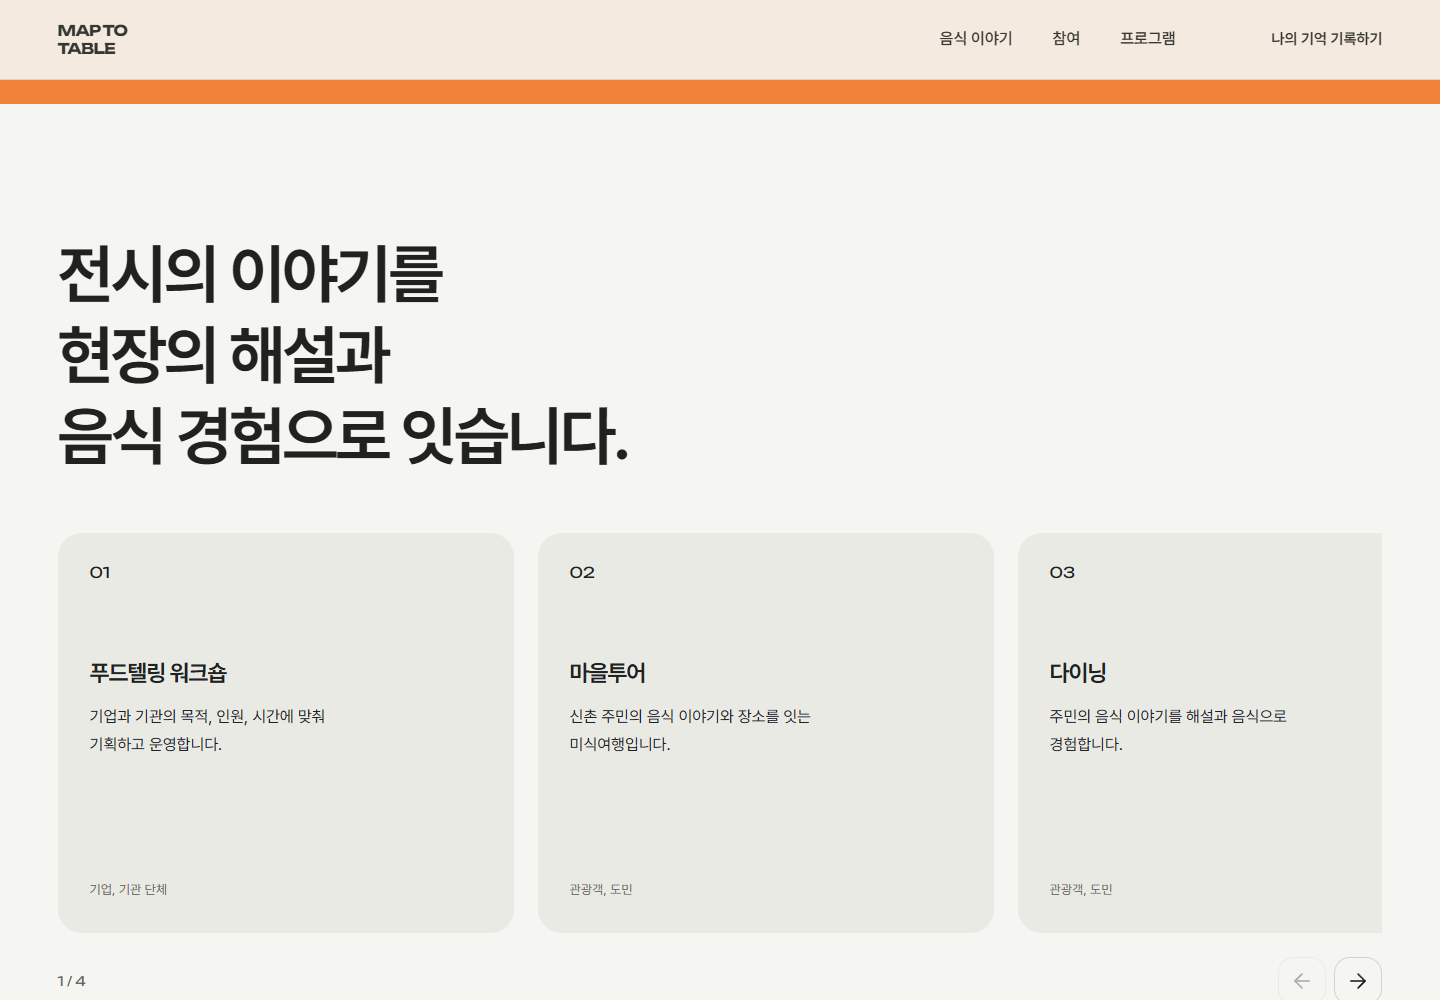 MAP TO
TABLE
음식 이야기
참여
프로그램
나의 기억 기록하기
전시의 이야기를
현장의 해설과
음식 경험으로 잇습니다.
01
푸드텔링 워크숍
기업과 기관의 목적, 인원, 시간에 맞춰
기획하고 운영합니다.
기업, 기관 단체
02
마을투어
신촌 주민의 음식 이야기와 장소를 잇는
미식여행입니다.
관광객, 도민
03
다이닝
주민의 음식 이야기를 해설과 음식으로
경험합니다.
관광객, 도민
1 / 4